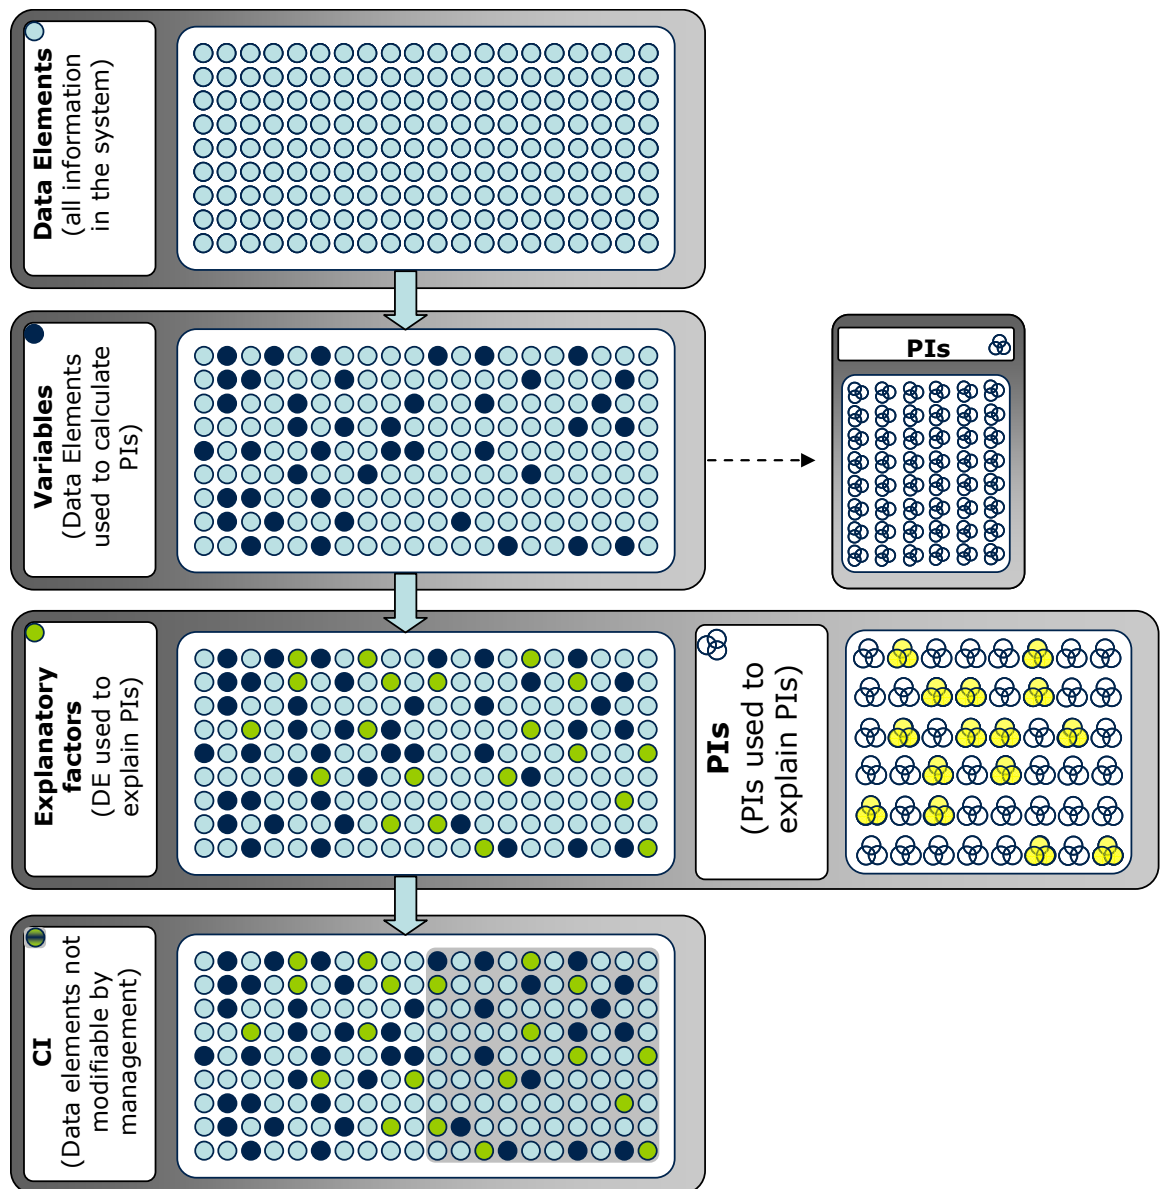 Data Elements
(all information
in the system)
Variables
(Data Elements
used to calculate
PIs)
PIs
Explanatory
factors
(DE used to
explain PIs)
PIs
(PIs used to
explain PIs)
CI
(Data elements not
modifiable by
management)